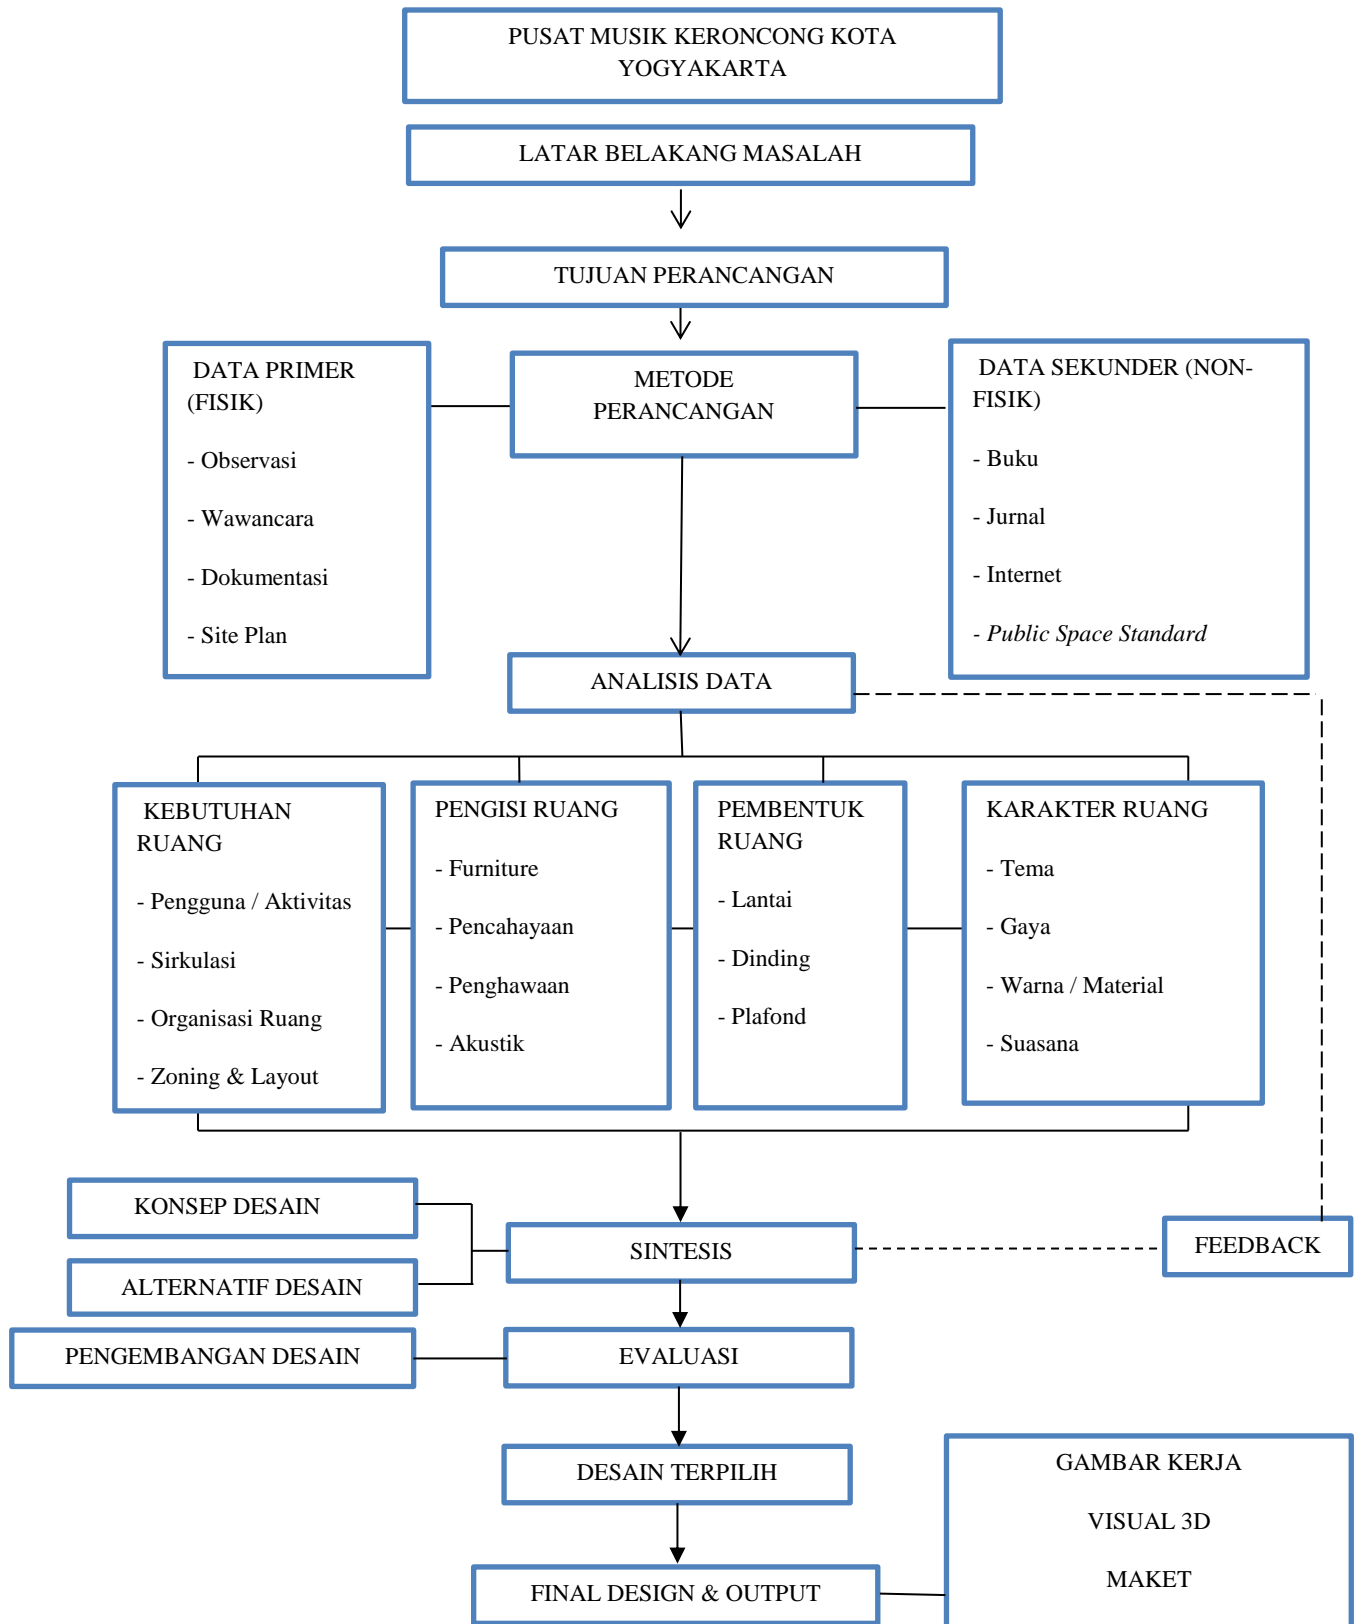 PUSAT MUSIK KERONCONG KOTA
YOGYAKARTA
LATAR BELAKANG MASALAH
TUJUAN PERANCANGAN
DATA PRIMER
(FISIK)
- Observasi
- Wawancara
- Dokumentasi
- Site Plan
METODE
PERANCANGAN
DATA SEKUNDER (NON-
FISIK)
- Buku
- Jurnal
- Internet
- Public Space Standard
ANALISIS DATA
KEBUTUHAN
RUANG
- Pengguna / Aktivitas
- Sirkulasi
- Organisasi Ruang
- Zoning & Layout
PENGISI RUANG
- Furniture
- Pencahayaan
- Penghawaan
- Akustik
PEMBENTUK
RUANG
- Lantai
- Dinding
- Plafond
KARAKTER RUANG
- Tema
- Gaya
- Warna / Material
- Suasana
KONSEP DESAIN
ALTERNATIF DESAIN
SINTESIS
FEEDBACK
PENGEMBANGAN DESAIN
EVALUASI
DESAIN TERPILIH
FINAL DESIGN & OUTPUT
GAMBAR KERJA
VISUAL 3D
MAKET